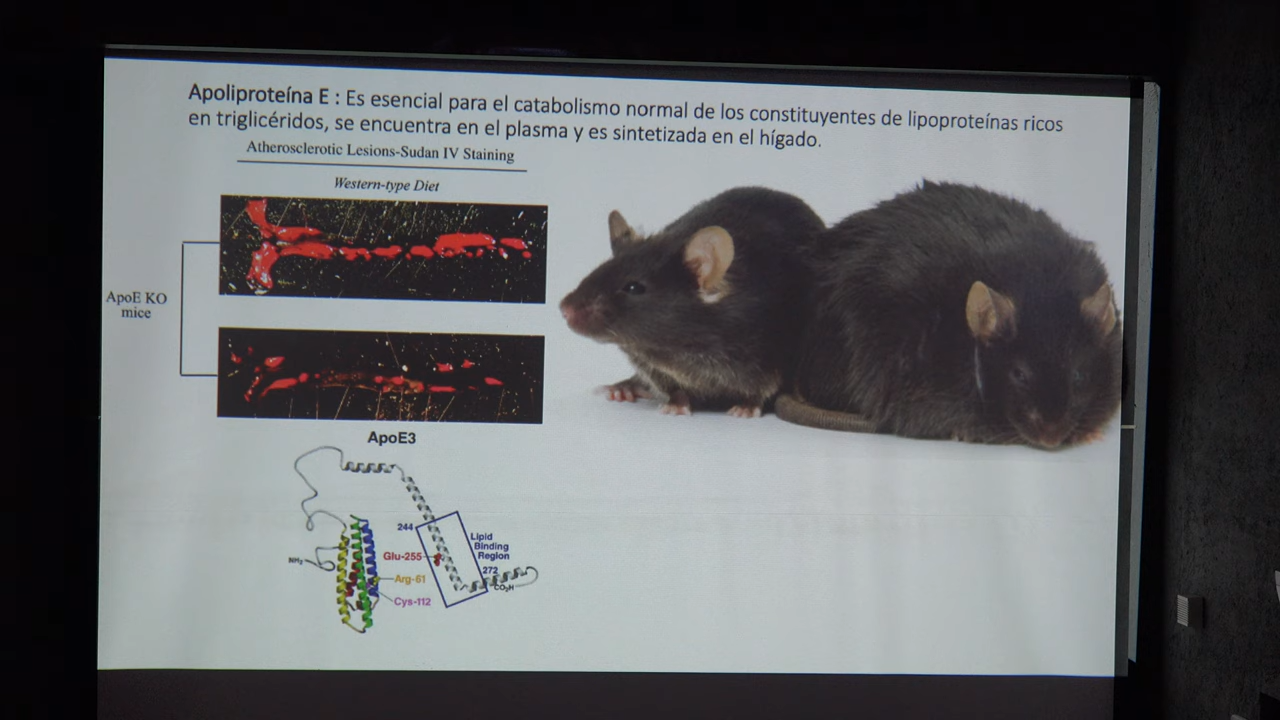 Apoliproteína E : Es esencial para el catabolismo normal de los constituyentes de lipoproteínas ricos
en triglicéridos, se encuentra en el plasma y es sintetizada en el hígado.
Atherosclerotic Lesions-Sudan IV Staining
Western-type Diet
ApoE KO
mice
ApoE3
244
Lipid
Binding
Region
Glu-255
NH₂
272
Arg-61
CO₂H
Cys-112